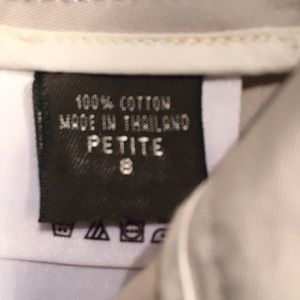 100% COTTON
MADE IN THAILAND
PETITE
8